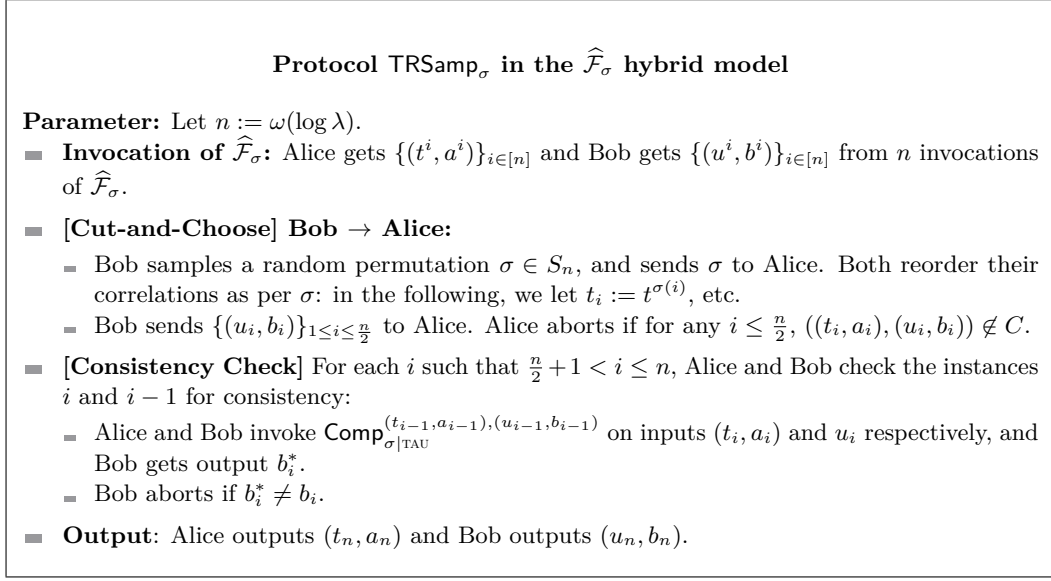 Protocol TRSamp_σ in the \widehat{F}_σ hybrid model
Parameter: Let n := ω(log λ).
Invocation of \widehat{F}_σ: Alice gets {(t^i, a^i)}_{i∈[n]} and Bob gets {(u^i, b^i)}_{i∈[n]} from n invocations
of \widehat{F}_σ.
[Cut-and-Choose] Bob → Alice:
Bob samples a random permutation σ ∈ S_n, and sends σ to Alice. Both reorder their
correlations as per σ: in the following, we let t_i := t^{σ(i)}, etc.
Bob sends {(u_i, b_i)}_{1≤i≤n/2} to Alice. Alice aborts if for any i ≤ n/2, ((t_i, a_i), (u_i, b_i)) ∉ C.
[Consistency Check] For each i such that n/2 + 1 < i ≤ n, Alice and Bob check the instances
i and i − 1 for consistency:
Alice and Bob invoke Comp_{σ|TAU}^{(t_{i−1},a_{i−1}),(u_{i−1},b_{i−1})} on inputs (t_i, a_i) and u_i respectively, and
Bob gets output b_i^*.
Bob aborts if b_i^* ≠ b_i.
Output: Alice outputs (t_n, a_n) and Bob outputs (u_n, b_n).